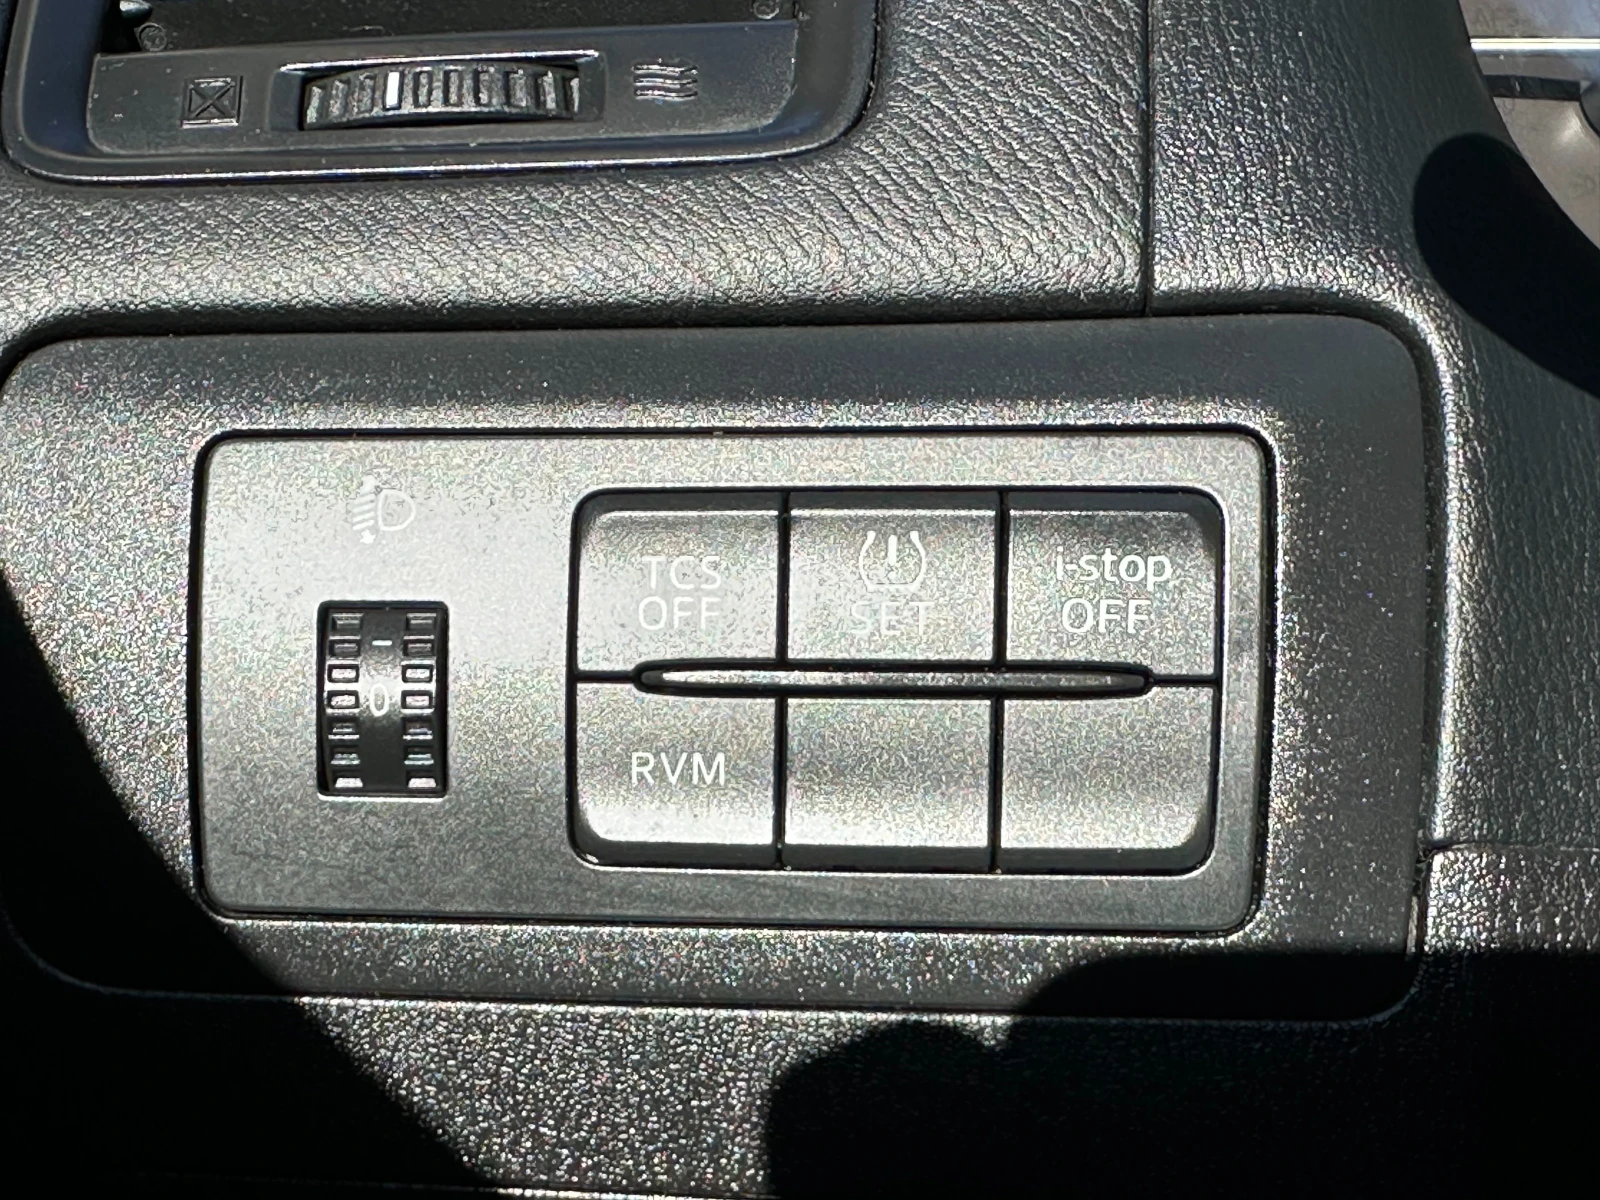 TCS
OFF
SET
i-stop
OFF
0
RVM